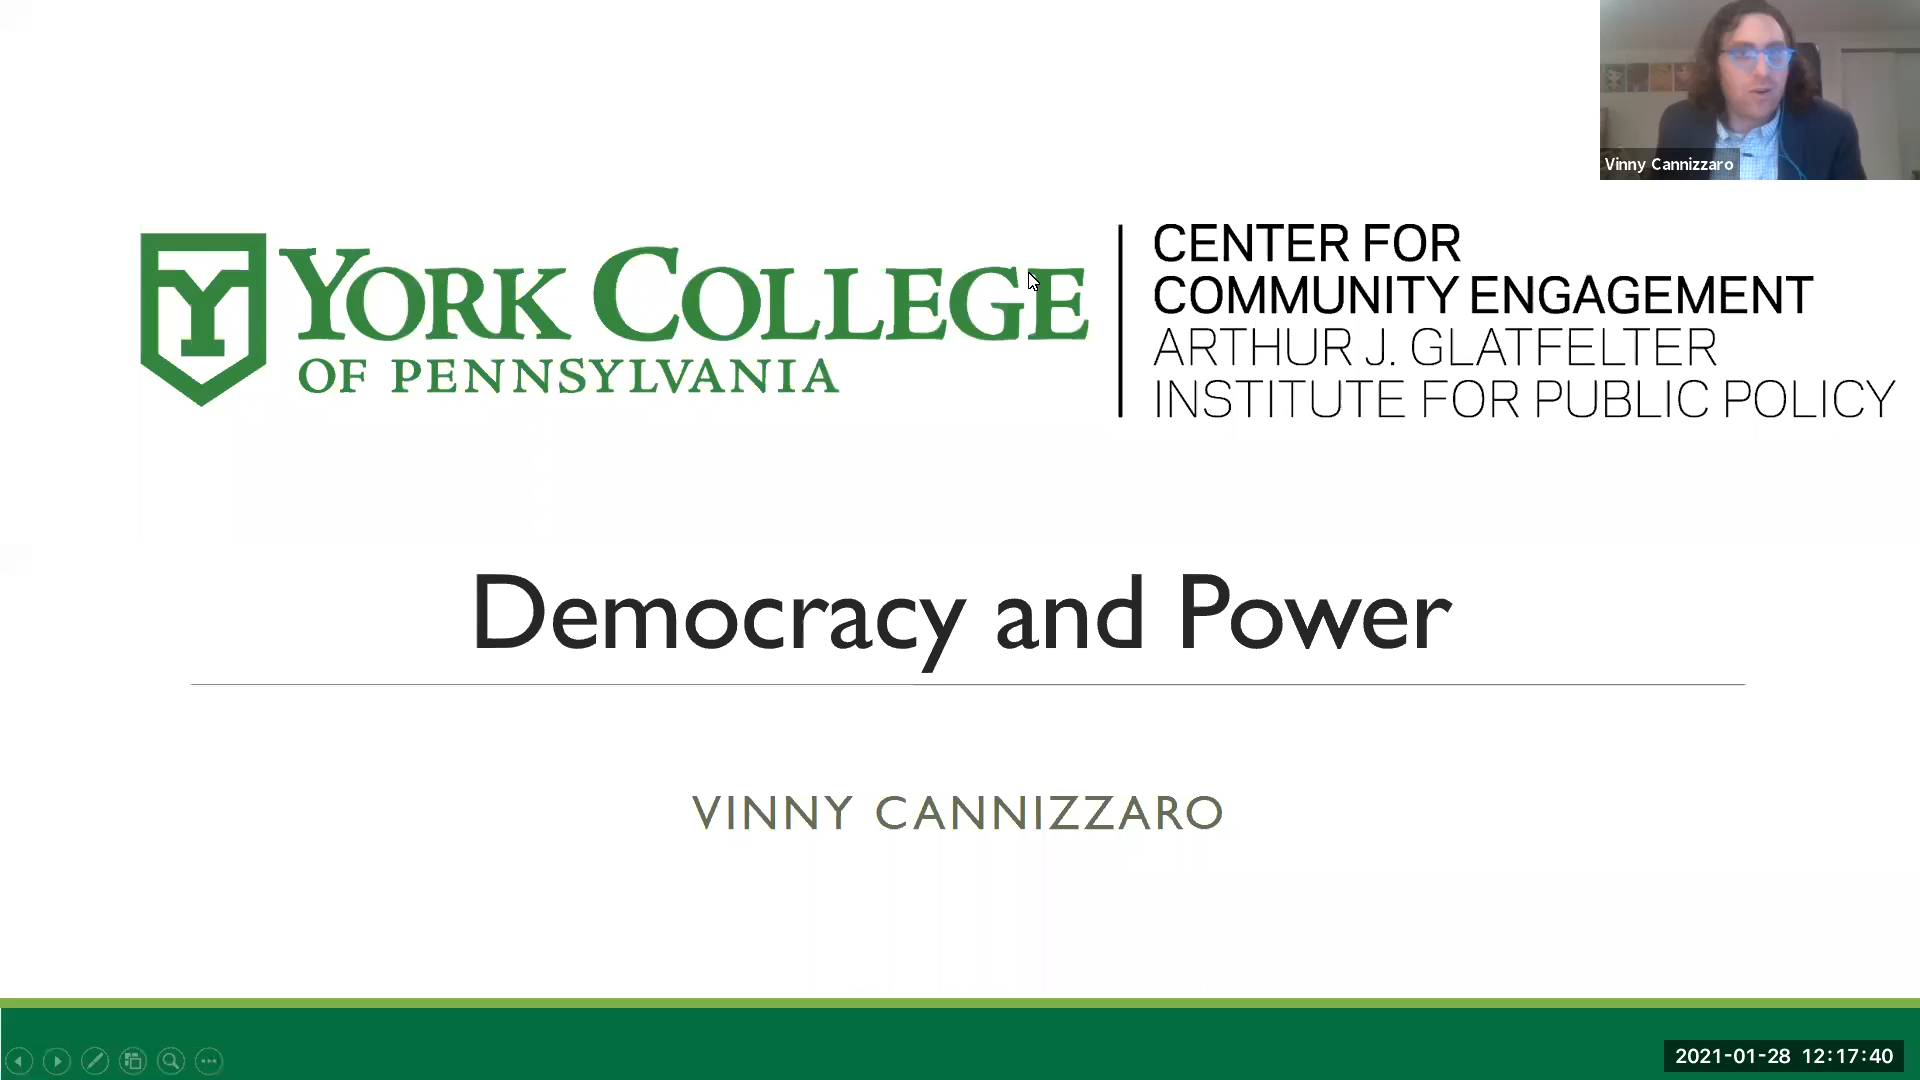 Vinny Cannizzaro
YORK COLLEGE
OF PENNSYLVANIA
CENTER FOR
COMMUNITY ENGAGEMENT
ARTHUR J. GLATFELTER
INSTITUTE FOR PUBLIC POLICY
Democracy and Power
VINNY CANNIZZARO
2021-01-28 12:17:40